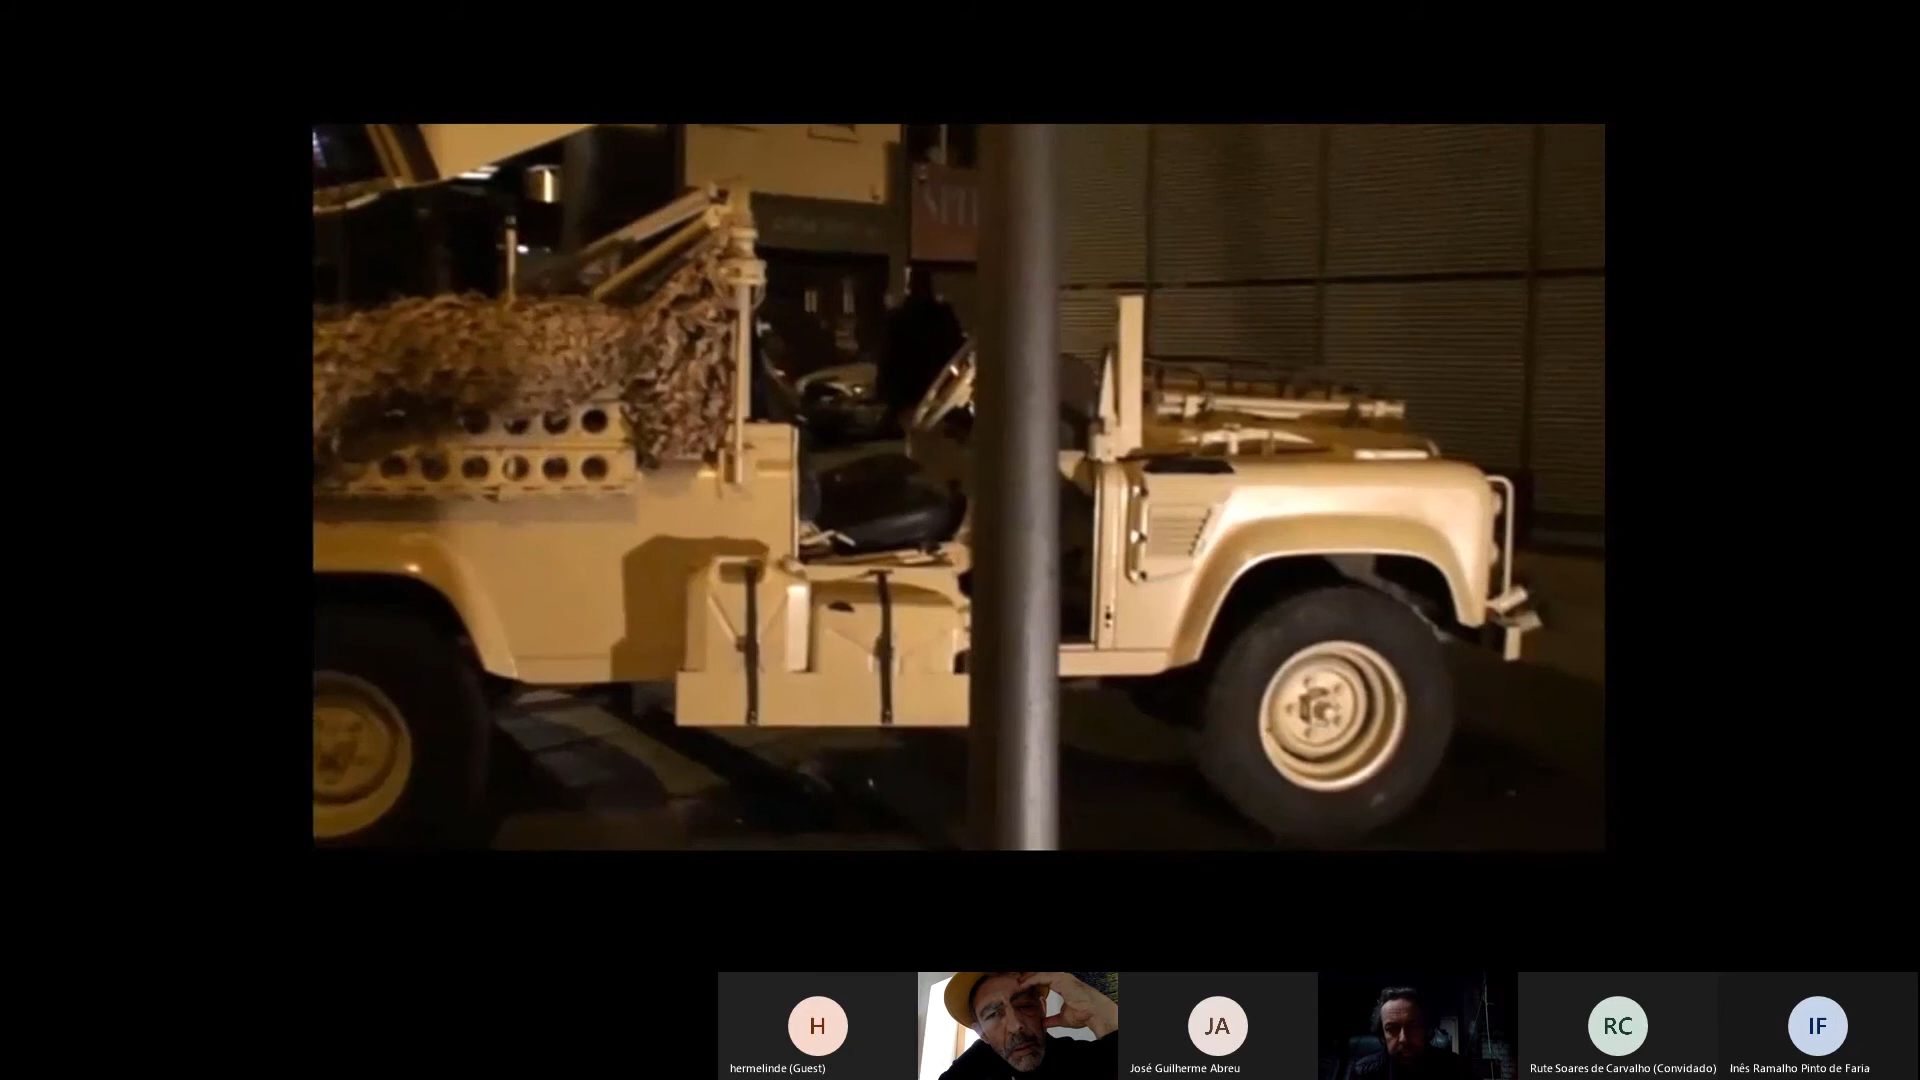 H
JA
RC
IF
hermelinde (Guest)
José Guilherme Abreu
Rute Soares de Carvalho (Convidado)
Inês Ramalho Pinto de Faria